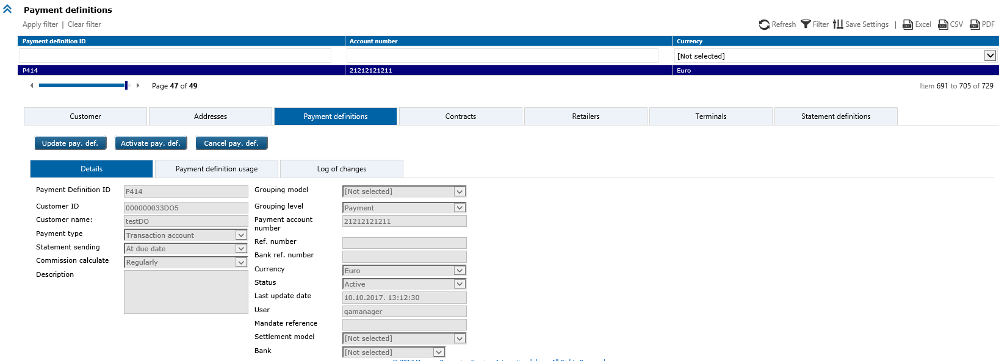 Payment definitions
Apply filter | Clear filter
Refresh Filter Save Settings | Excel CSV PDF
Payment definition ID Account number Currency
[Not selected]
P414 21212121211 Euro
Page 47 of 49 Item 691 to 705 of 729
Customer Addresses Payment definitions Contracts Retailers Terminals Statement definitions
Update pay. def. Activate pay. def. Cancel pay. def.
Details Payment definition usage Log of changes
Payment Definition ID P414 Grouping model [Not selected]
Customer ID 000000033DO5 Grouping level Payment
Customer name: testDO Payment account number 21212121211
Payment type Transaction account
Ref. number
Statement sending At due date
Bank ref. number
Commission calculate Regularly
Currency Euro
Description
Status Active
Last update date 10.10.2017. 13:12:30
User qamanager
Mandate reference
Settlement model [Not selected]
Bank [Not selected]